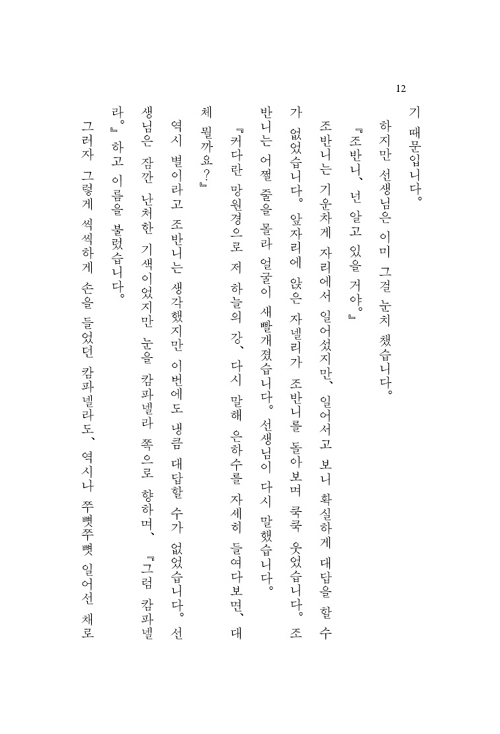 12
기 때문입니다.
하지만 선생님은 이미 그걸 눈치 챘습니다.
『조반니, 넌 알고 있을 거야.』
조반니는 기운차게 자리에서 일어섰지만, 일어서고 보니 확실하게 대답을 할 수
가 없었습니다. 앞자리에 앉은 자넬리가 조반니를 돌아보며 쿡쿡 웃었습니다. 조
반니는 어쩔 줄을 몰라 얼굴이 새빨개졌습니다. 선생님이 다시 말했습니다.
『커다란 망원경으로 저 하늘의 강, 다시 말해 은하수를 자세히 들여다보면, 대
체 뭘까요?』
역시 별이라고 조반니는 생각했지만 이번에도 냉큼 대답할 수가 없었습니다. 선
생님은 잠깐 난처한 기색이었지만 눈을 캄파넬라 쪽으로 향하며, 『그럼 캄파넬
라.』하고 이름을 불렀습니다.
그러자 그렇게 씩씩하게 손을 들었던 캄파넬라도, 역시나 쭈뼛쭈뼛 일어선 채로